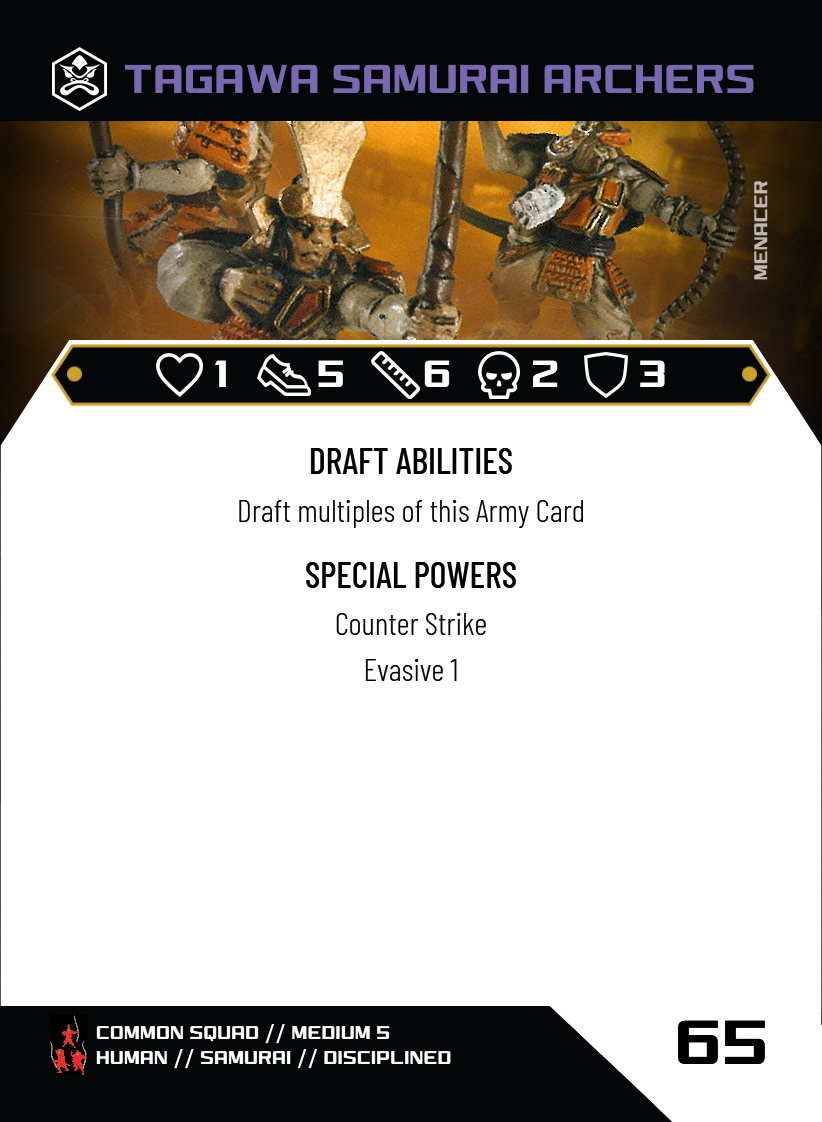 TAGAWA SAMURAI ARCHERS
MENACER
1 5 6 2 3
DRAFT ABILITIES
Draft multiples of this Army Card
SPECIAL POWERS
Counter Strike
Evasive 1
COMMON SQUAD // MEDIUM 5
HUMAN // SAMURAI // DISCIPLINED
65